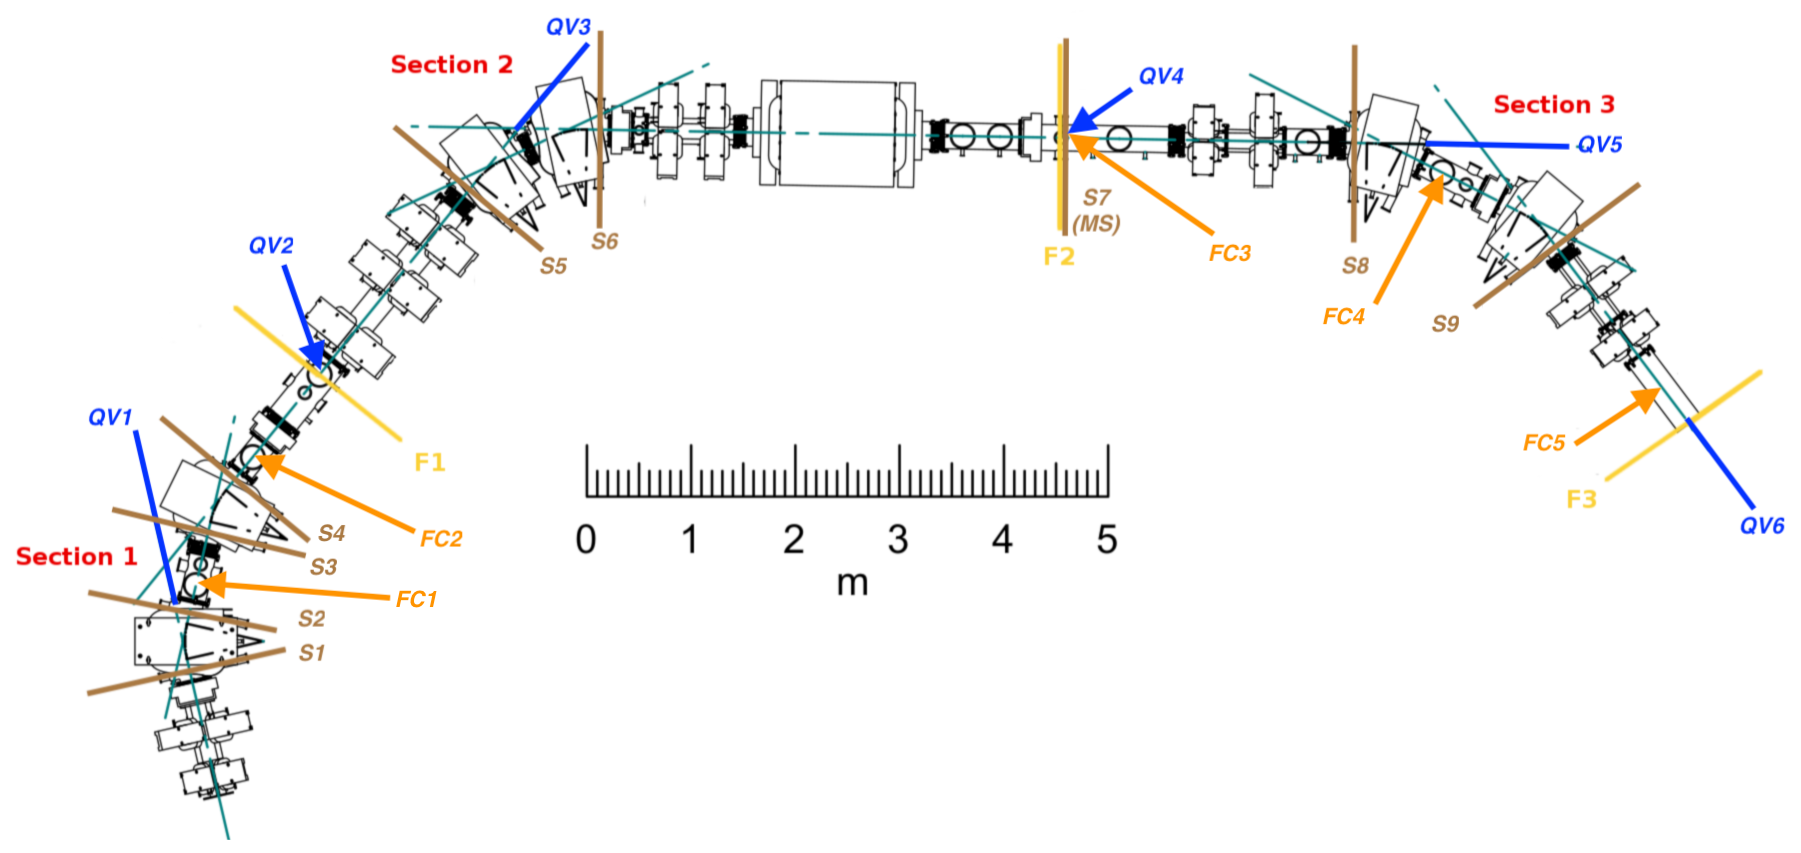 QV3
Section 2
QV4
Section 3
QV5
S7
(MS)
S6
S5
F2
FC3
S8
FC4
S9
QV2
QV1
F1
FC5
F3
QV6
S4
FC2
Section 1
S3
FC1
S2
S1
0 1 2 3 4 5
m